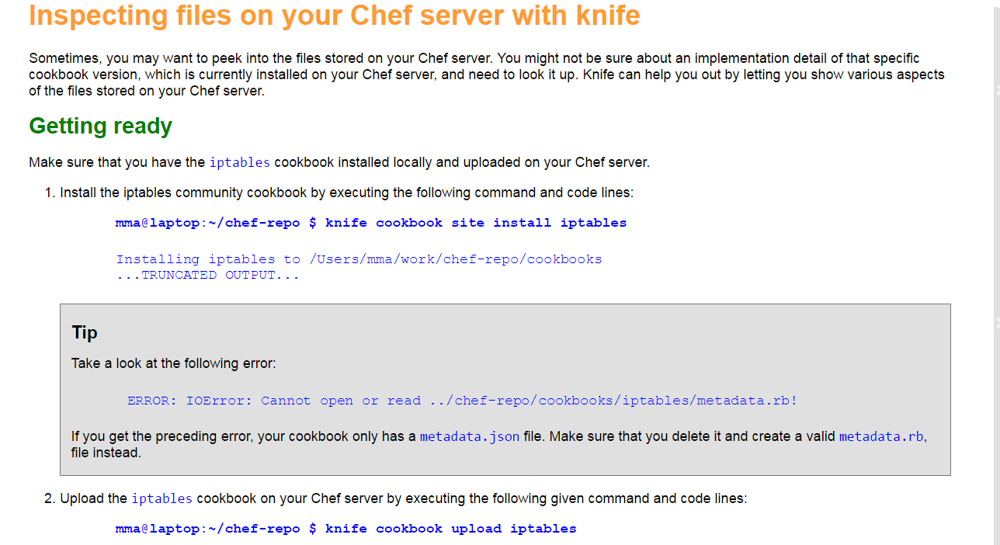 Inspecting files on your Chef server with knife
Sometimes, you may want to peek into the files stored on your Chef server. You might not be sure about an implementation detail of that specific
cookbook version, which is currently installed on your Chef server, and need to look it up. Knife can help you out by letting you show various aspects
of the files stored on your Chef server.
Getting ready
Make sure that you have the iptables cookbook installed locally and uploaded on your Chef server.
1. Install the iptables community cookbook by executing the following command and code lines:
mma@laptop:~/chef-repo $ knife cookbook site install iptables
Installing iptables to /Users/mma/work/chef-repo/cookbooks
...TRUNCATED OUTPUT...
Tip
Take a look at the following error:
ERROR: IOError: Cannot open or read ../chef-repo/cookbooks/iptables/metadata.rb!
If you get the preceding error, your cookbook only has a metadata.json file. Make sure that you delete it and create a valid metadata.rb,
file instead.
2. Upload the iptables cookbook on your Chef server by executing the following given command and code lines:
mma@laptop:~/chef-repo $ knife cookbook upload iptables